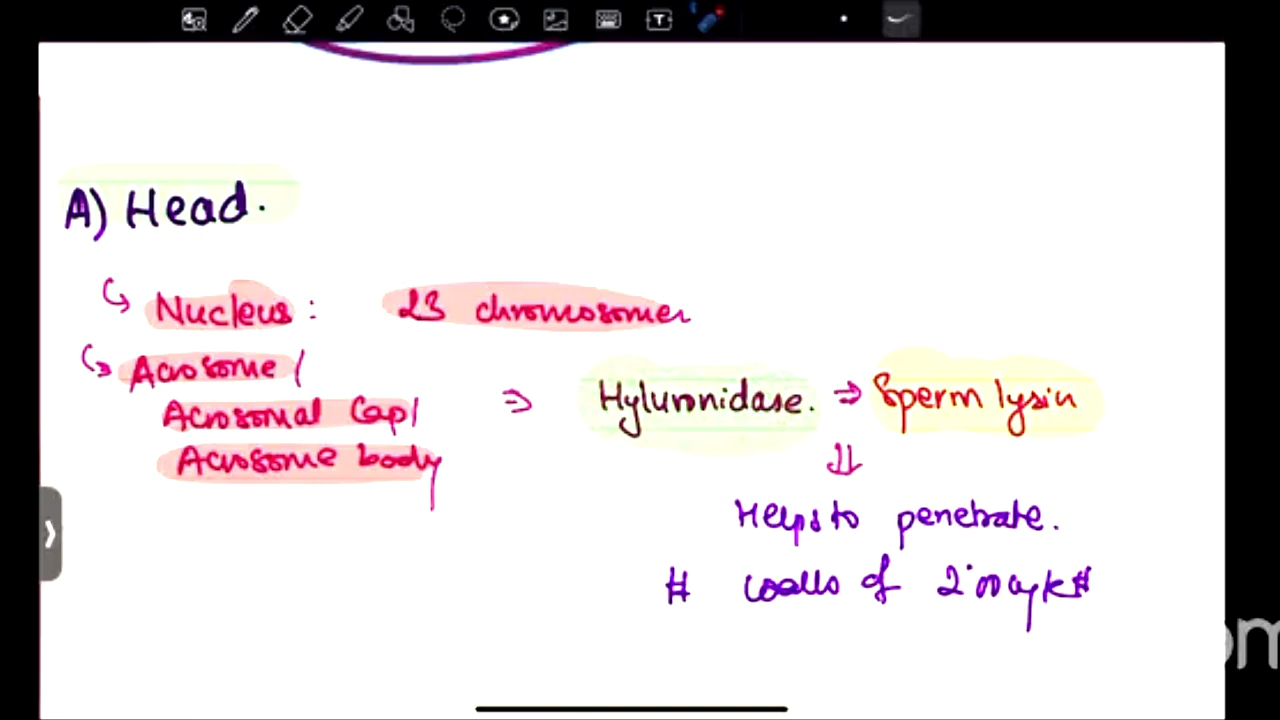 A) Head.
Nucleus : 23 chromosomes
Acrosome /
Acrosomal Cap /
Acrosome body
⇒ Hyluronidase. ⇒ Sperm lysin
⇓
Helps to penetrate.
# walls of 2° oocyte #
om